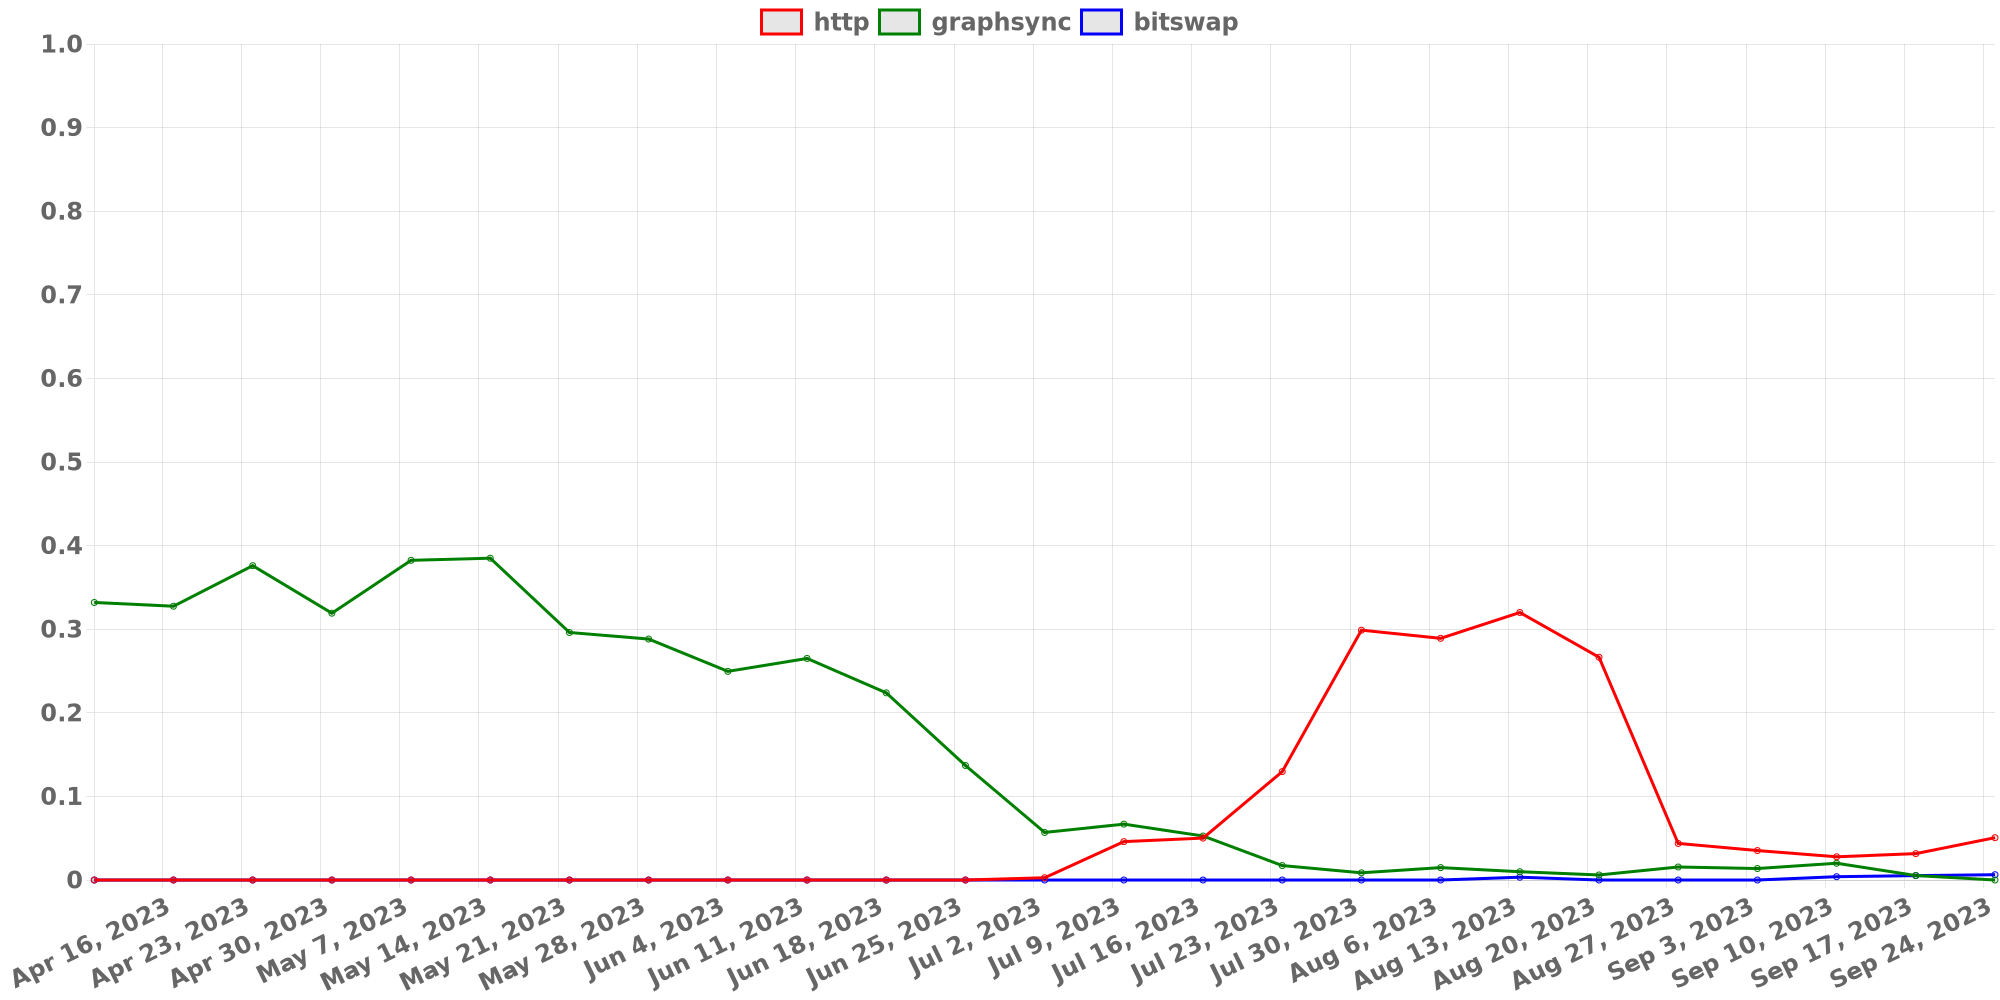 http graphsync bitswap
1.0
0.9
0.8
0.7
0.6
0.5
0.4
0.3
0.2
0.1
0
Apr 16, 2023
Apr 23, 2023
Apr 30, 2023
May 7, 2023
May 14, 2023
May 21, 2023
May 28, 2023
Jun 4, 2023
Jun 11, 2023
Jun 18, 2023
Jun 25, 2023
Jul 2, 2023
Jul 9, 2023
Jul 16, 2023
Jul 23, 2023
Jul 30, 2023
Aug 6, 2023
Aug 13, 2023
Aug 20, 2023
Aug 27, 2023
Sep 3, 2023
Sep 10, 2023
Sep 17, 2023
Sep 24, 2023